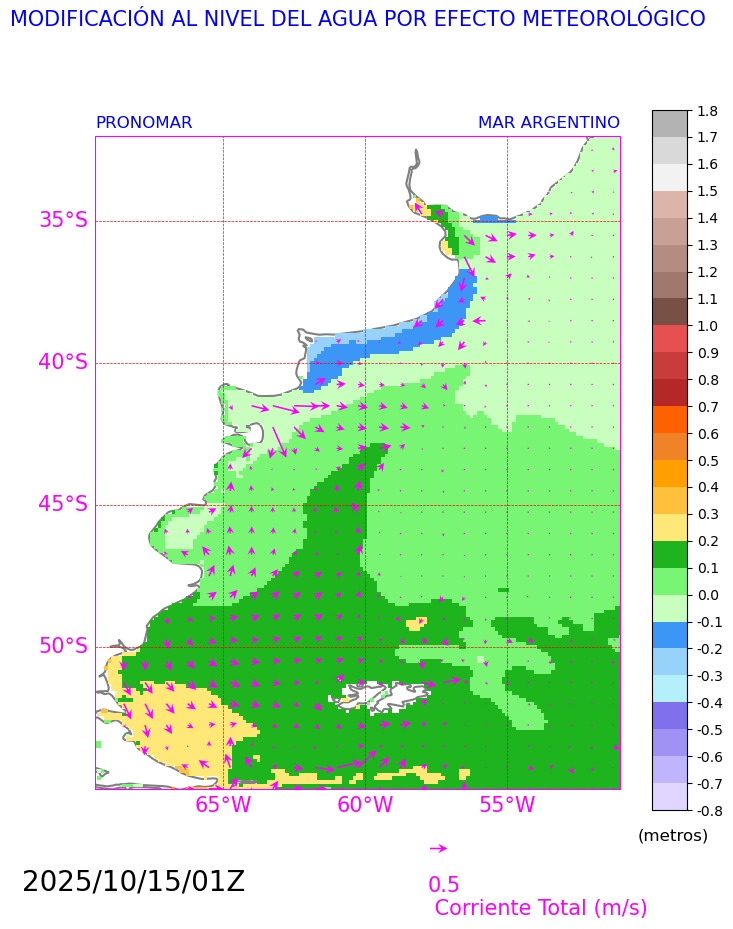 MODIFICACIÓN AL NIVEL DEL AGUA POR EFECTO METEOROLÓGICO
PRONOMAR
MAR ARGENTINO
1.8
1.7
1.6
1.5
1.4
1.3
1.2
1.1
1.0
0.9
0.8
0.7
0.6
0.5
0.4
0.3
0.2
0.1
0.0
-0.1
-0.2
-0.3
-0.4
-0.5
-0.6
-0.7
-0.8
(metros)
35°S
40°S
45°S
50°S
65°W
60°W
55°W
2025/10/15/01Z
0.5
Corriente Total (m/s)